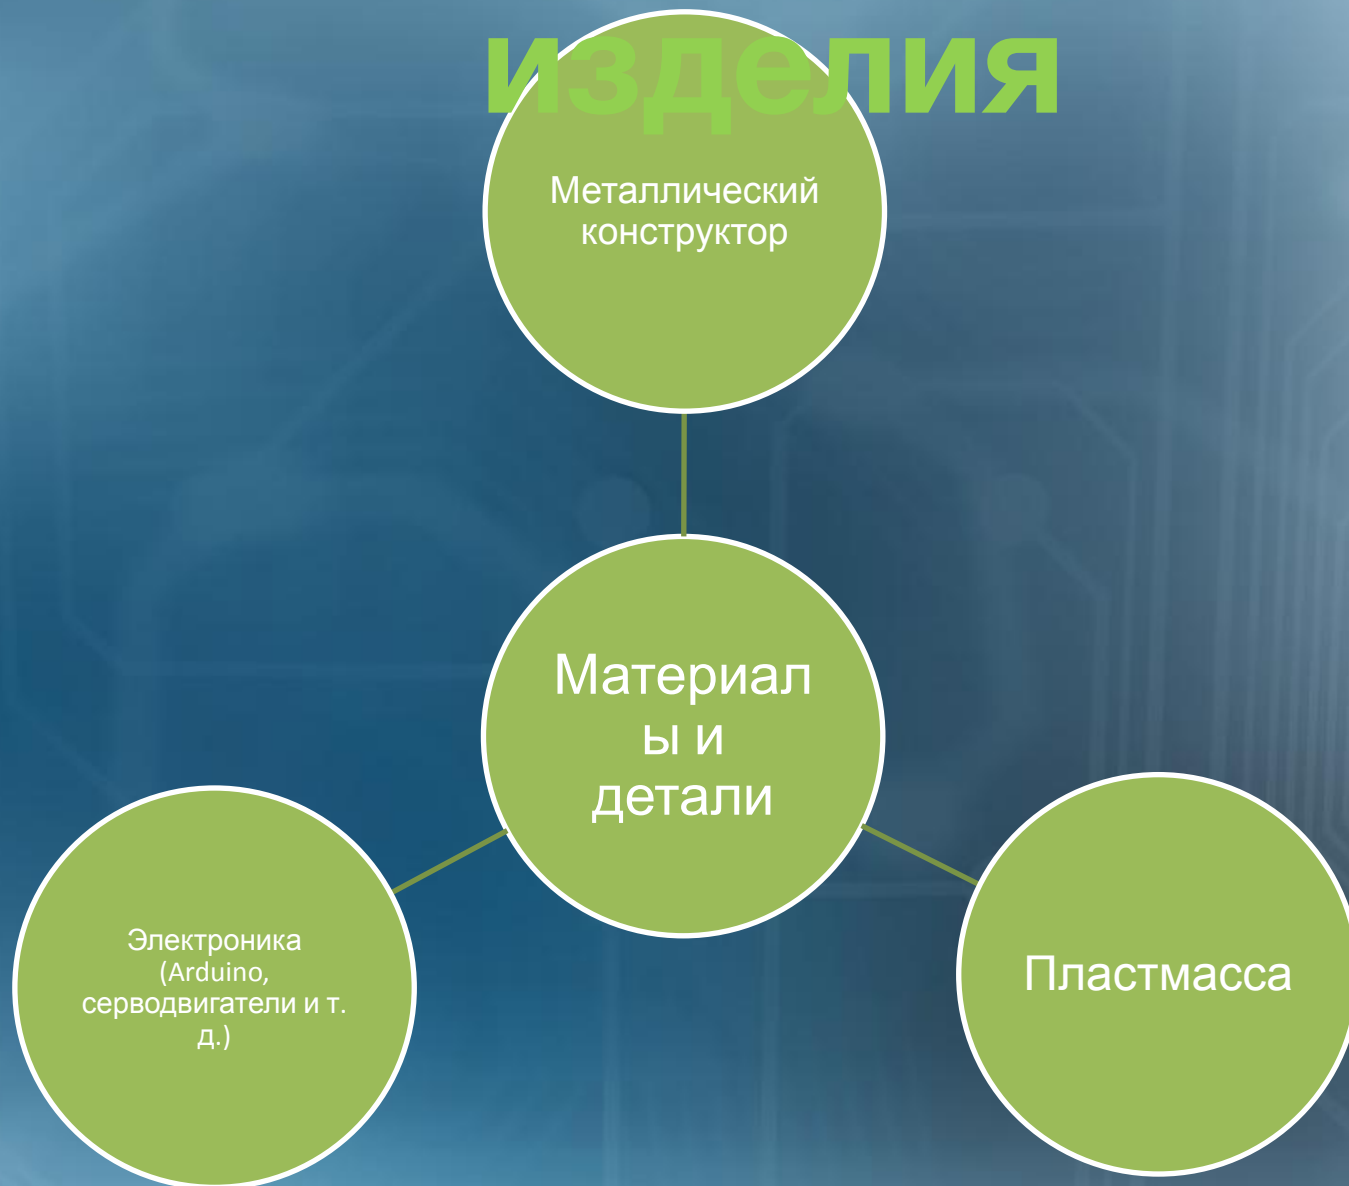 изделия
Металлический
конструктор
Материал
ы и
детали
Электроника
(Arduino,
серводвигатели и т.
д.)
Пластмасса